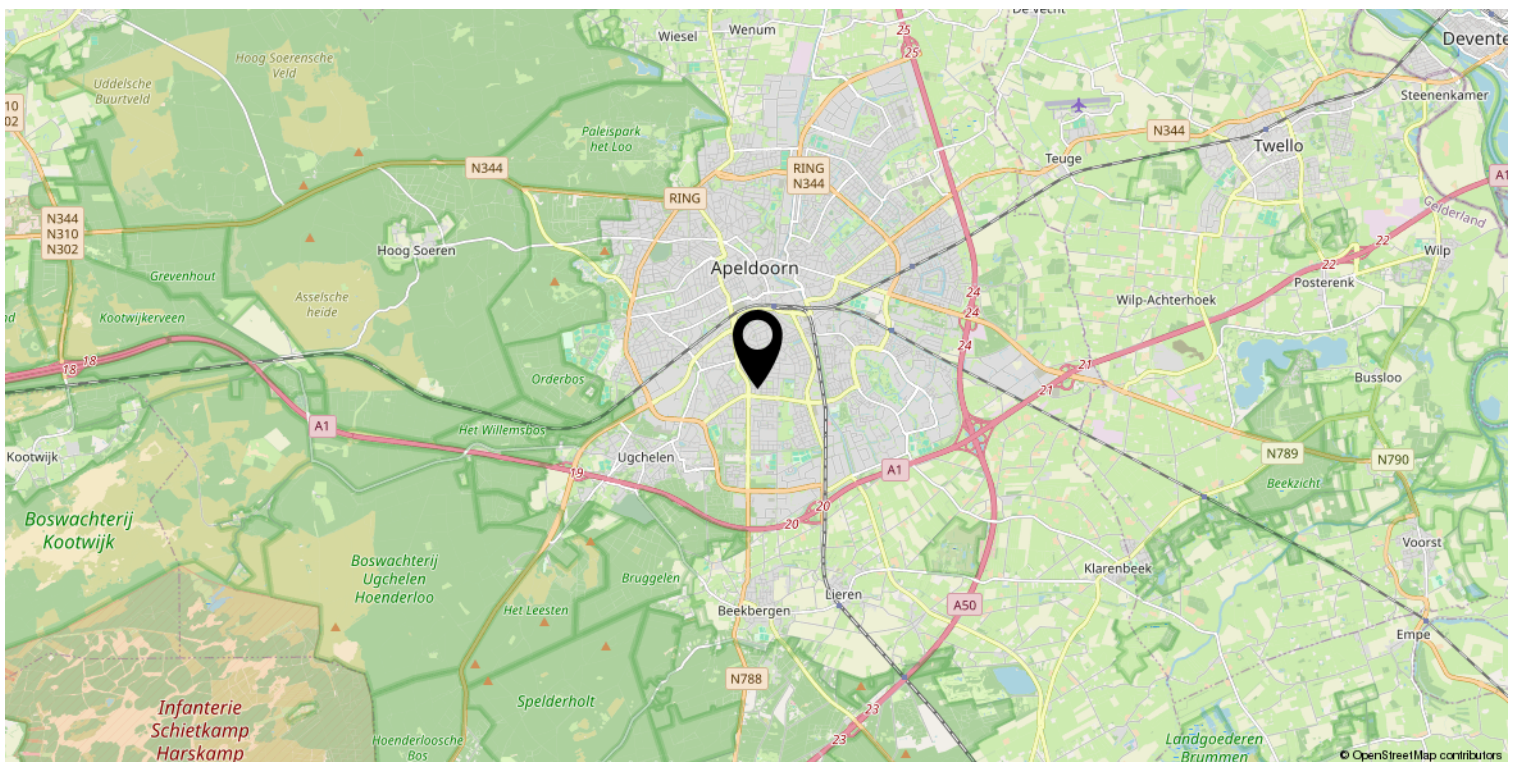 De Vecht
Wiesel
Wenum
25
25
Devente
Hoog Soerensche
Veld
Uddelsche
Buurtveld
10
02
Steenenkamer
Paleispark
het Loo
N344
Teuge
Twello
N344
RING
N344
RING
A1
N344
N310
N302
Gelderland
Hoog Soeren
22
22
Wilp
Grevenhout
Apeldoorn
Posterenk
Asselsche
heide
24
24
24
Wilp-Achterhoek
nd
Kootwijkerveen
18
18
21
21
Orderbos
Bussloo
A1
Het Willemsbos
Kootwijk
Ugchelen
19
A1
N789
N790
Beekzicht
20
20
Boswachterij
Kootwijk
Voorst
Boswachterij
Ugchelen
Hoenderloo
Bruggelen
Klarenbeek
Het Leesten
Beekbergen
Lieren
A50
Empe
N788
Spelderholt
Infanterie
Schietkamp
Harskamp
23
23
Hoenderloosche
Bos
Landgoederen
Brummen
© OpenStreetMap contributors